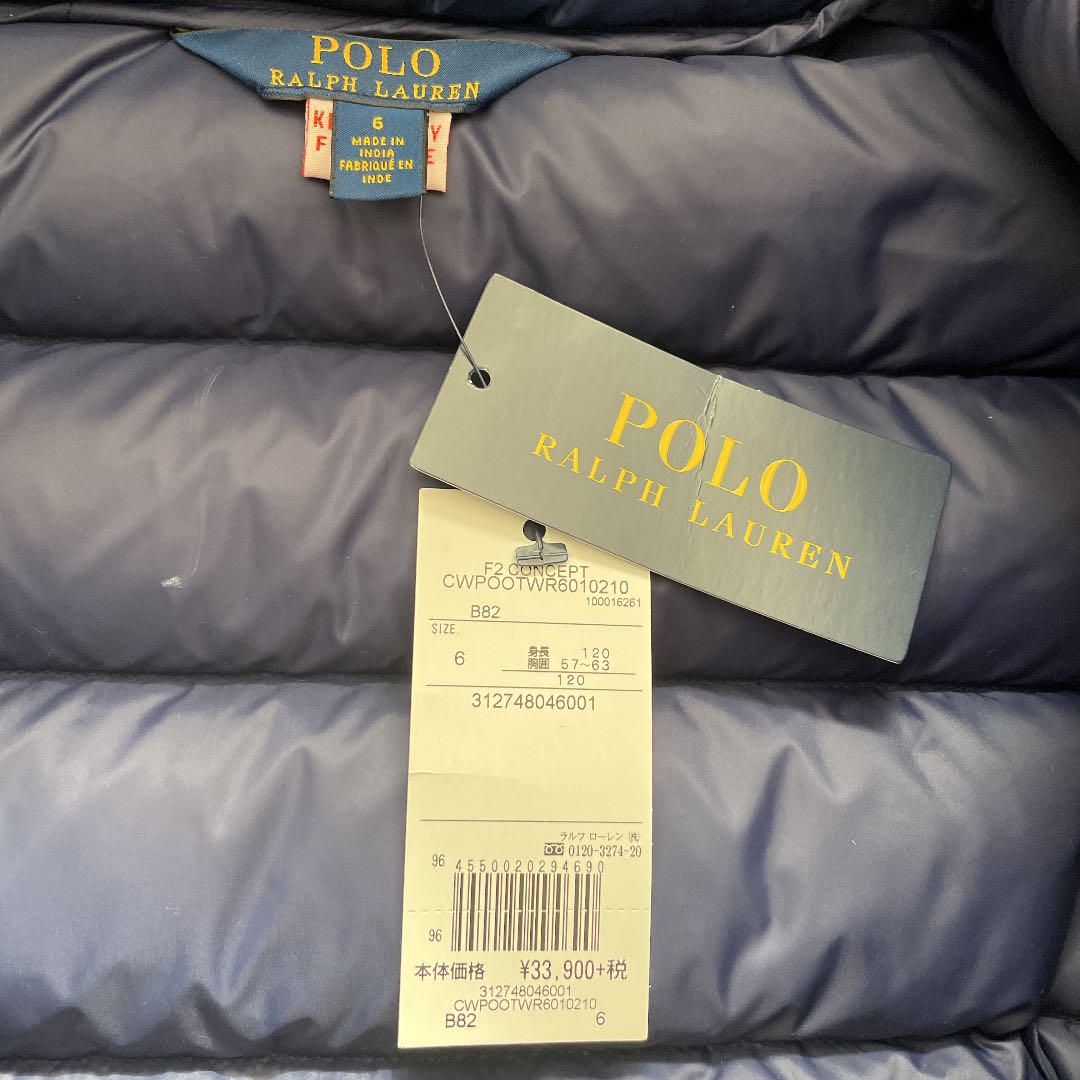 POLO
RALPH LAUREN
6
MADE IN
INDIA
FABRIQUÉ EN
INDE
POLO
RALPH LAUREN
F2 CONCEPT
CWPOOTWR6010210
100016261
B82
SIZE.
6 身長 120
胸囲 57~63
120
312748046001
ラルフ ローレン ㈱
0120-3274-20
96 4550020294690
96
本体価格 ¥33,900+税
312748046001
CWPOOTWR6010210
B82 6